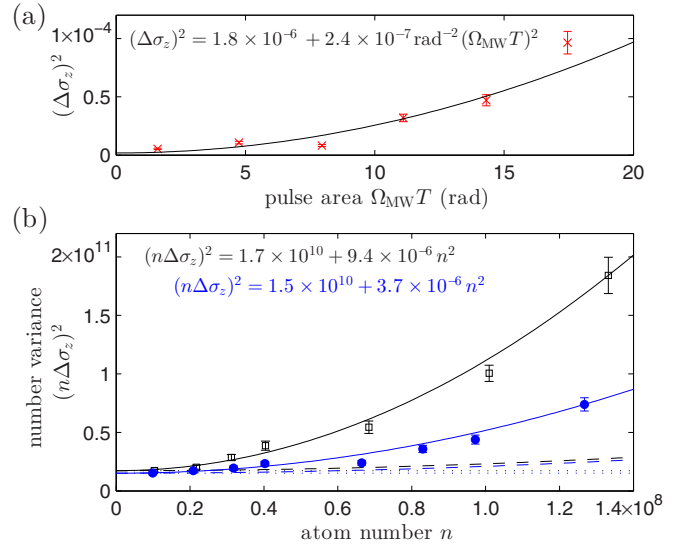 (a)
1×10⁻⁴
(Δσ_z)² = 1.8 × 10⁻⁶ + 2.4 × 10⁻⁷ rad⁻² (Ω_MW T)²
(Δσ_z)²
0.5
0
0 5 10 15 20
pulse area Ω_MW T (rad)
(b)
2×10¹¹
(nΔσ_z)² = 1.7 × 10¹⁰ + 9.4 × 10⁻⁶ n²
(nΔσ_z)² = 1.5 × 10¹⁰ + 3.7 × 10⁻⁶ n²
1.5
number variance
(nΔσ_z)²
1
0.5
0
0 0.2 0.4 0.6 0.8 1.0 1.2 1.4×10⁸
atom number n